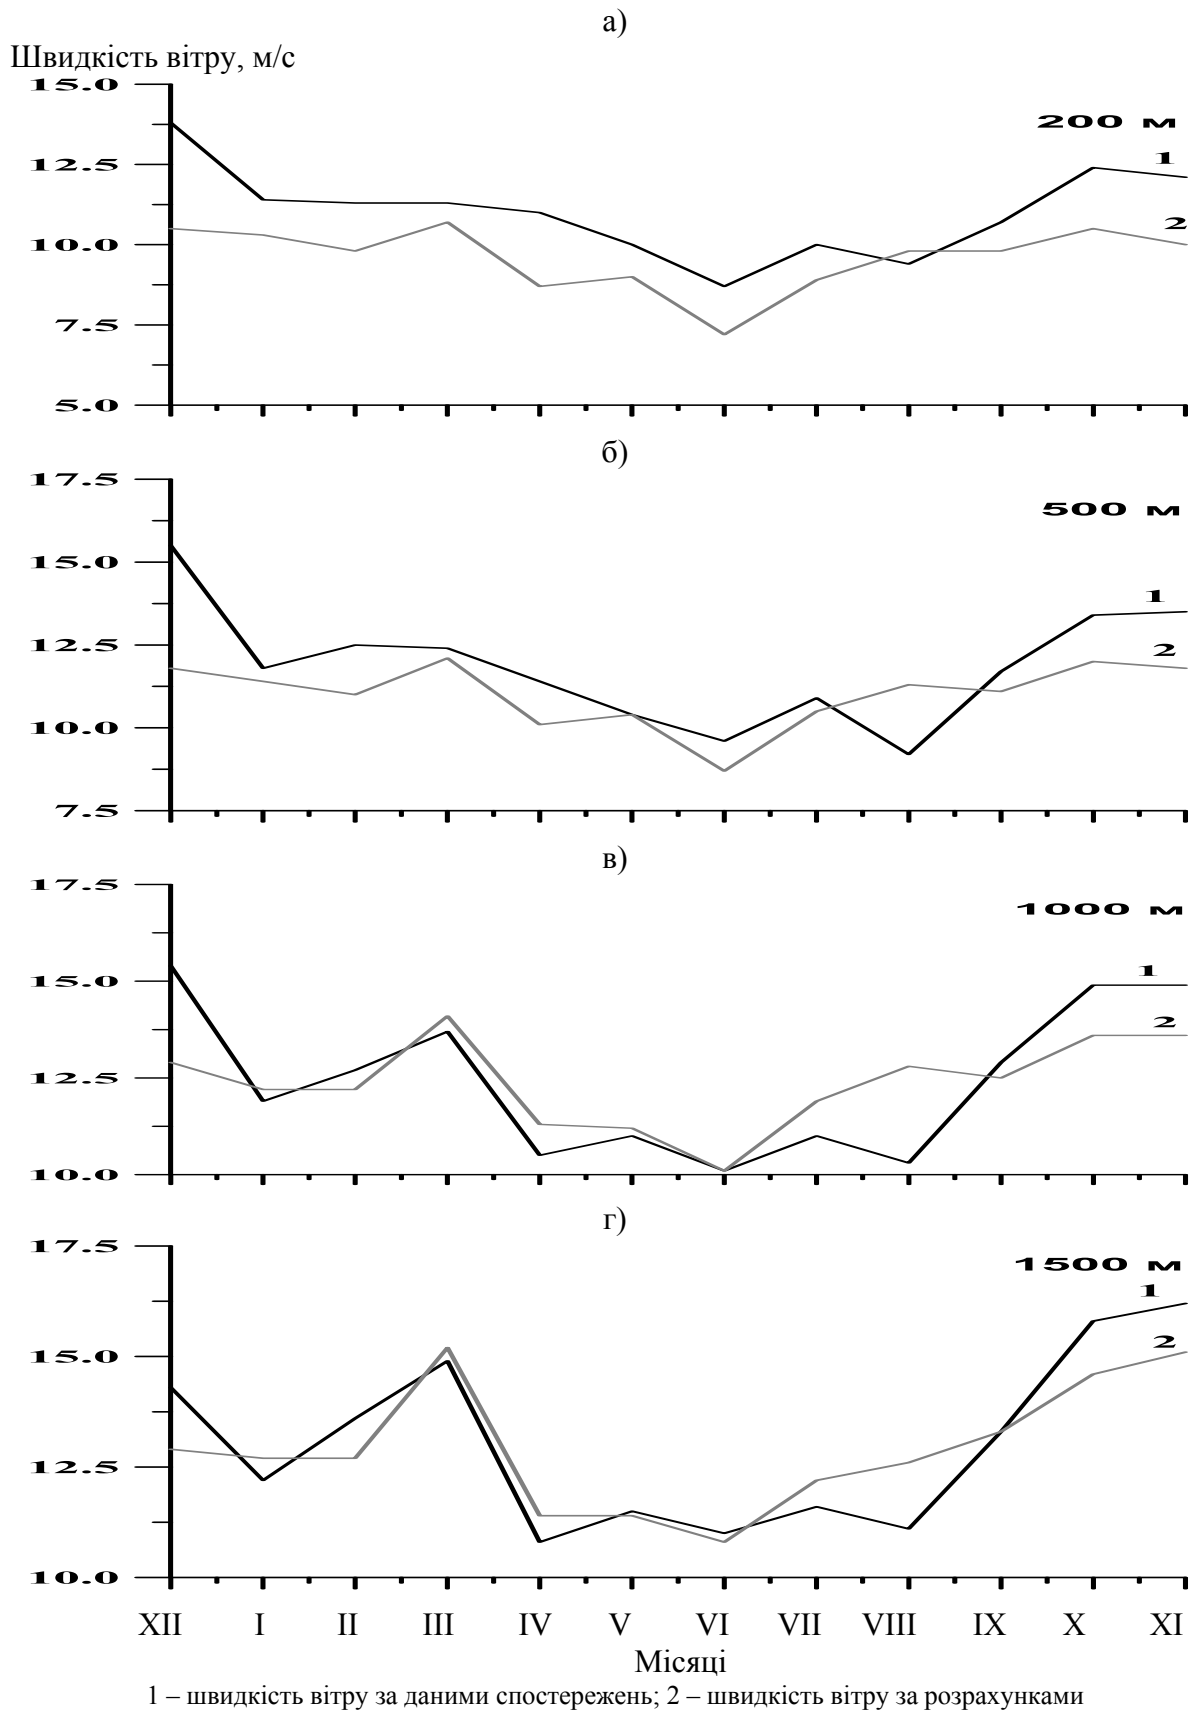 а)
Швидкість вітру, м/с
15.0
200 м
1
12.5
2
10.0
7.5
5.0
б)
17.5
500 м
15.0
1
12.5
2
10.0
7.5
в)
17.5
1000 м
15.0
1
2
12.5
10.0
г)
17.5
1500 м
1
2
15.0
12.5
10.0
XII I II III IV V VI VII VIII IX X XI
Місяці
1 – швидкість вітру за даними спостережень; 2 – швидкість вітру за розрахунками